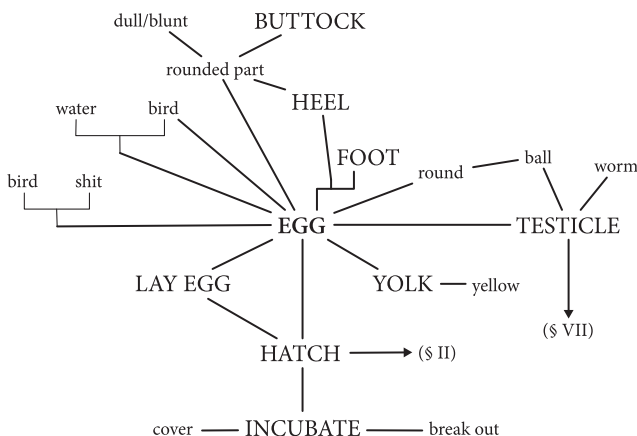 dull/blunt
BUTTOCK
rounded part
HEEL
water
bird
FOOT
ball
worm
round
bird
shit
EGG
TESTICLE
LAY EGG
YOLK
yellow
(§ VII)
HATCH
(§ II)
cover
INCUBATE
break out